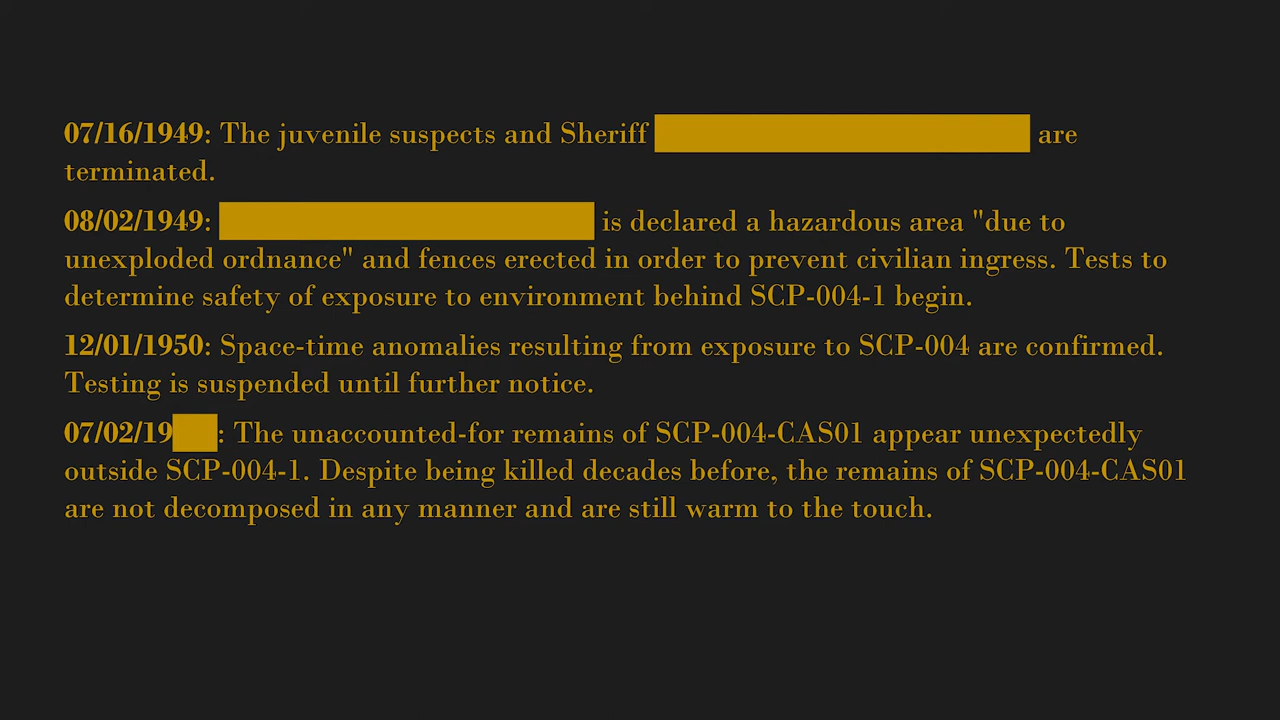 07/16/1949: The juvenile suspects and Sheriff are
terminated.
08/02/1949: is declared a hazardous area "due to
unexploded ordnance" and fences erected in order to prevent civilian ingress. Tests to
determine safety of exposure to environment behind SCP-004-1 begin.
12/01/1950: Space-time anomalies resulting from exposure to SCP-004 are confirmed.
Testing is suspended until further notice.
07/02/19 : The unaccounted-for remains of SCP-004-CAS01 appear unexpectedly
outside SCP-004-1. Despite being killed decades before, the remains of SCP-004-CAS01
are not decomposed in any manner and are still warm to the touch.